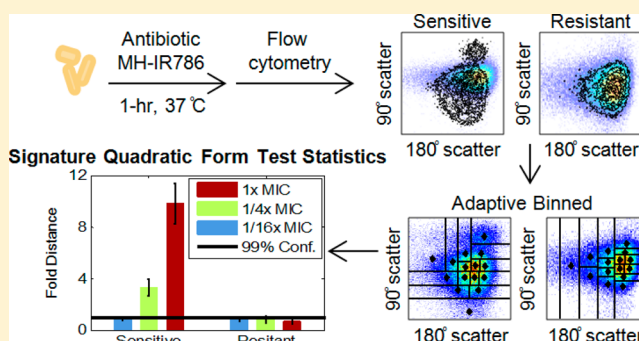 Antibiotic
MH-IR786
1-hr, 37 °C
Flow
cytometry
Sensitive
Resistant
90° scatter
180° scatter
90° scatter
180° scatter
Signature Quadratic Form Test Statistics
Fold Distance
12
8
4
0
1x MIC
1/4x MIC
1/16x MIC
99% Conf.
Sensitive
Resitant
Adaptive Binned
90° scatter
180° scatter
90° scatter
180° scatter